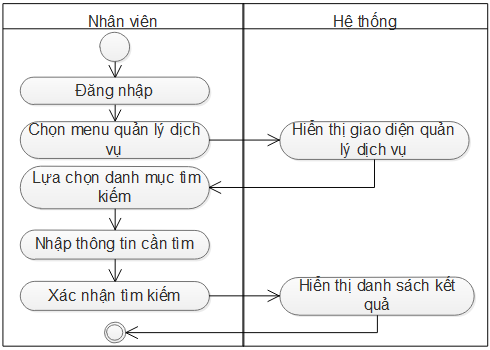 Nhân viên
Hệ thống
Đăng nhập
Chọn menu quản lý dịch
vụ
Hiễn thị giao diện quản
lý dịch vụ
Lựa chọn danh mục tìm
kiếm
Nhập thông tin cần tìm
Xác nhận tìm kiếm
Hiễn thị danh sách kết
quả